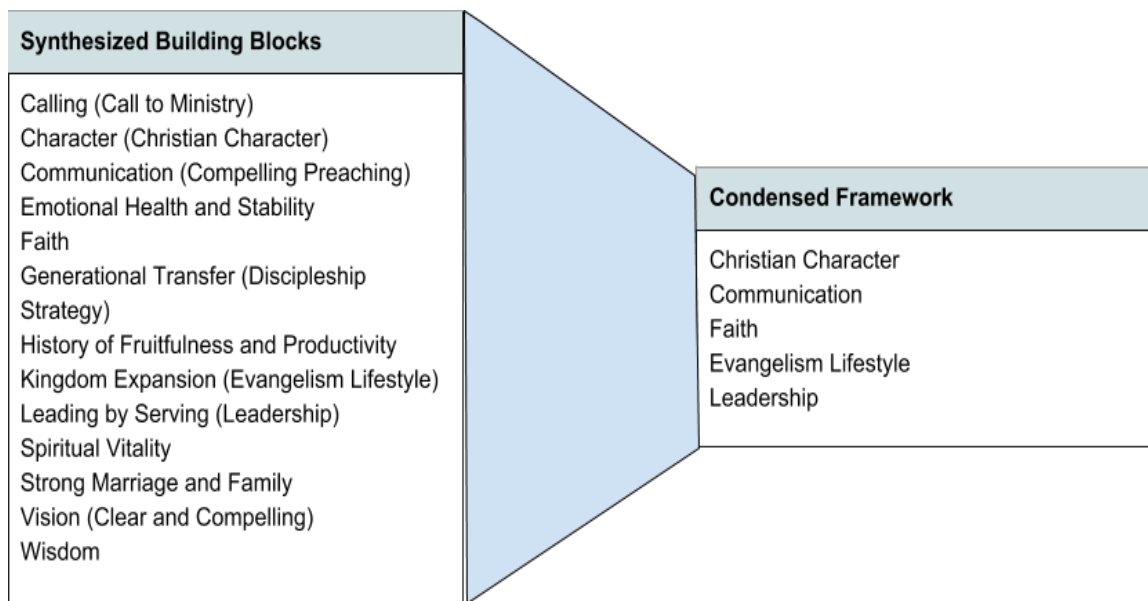 Synthesized Building Blocks
Calling (Call to Ministry)
Character (Christian Character)
Communication (Compelling Preaching)
Emotional Health and Stability
Faith
Generational Transfer (Discipleship
Strategy)
History of Fruitfulness and Productivity
Kingdom Expansion (Evangelism Lifestyle)
Leading by Serving (Leadership)
Spiritual Vitality
Strong Marriage and Family
Vision (Clear and Compelling)
Wisdom
Condensed Framework
Christian Character
Communication
Faith
Evangelism Lifestyle
Leadership